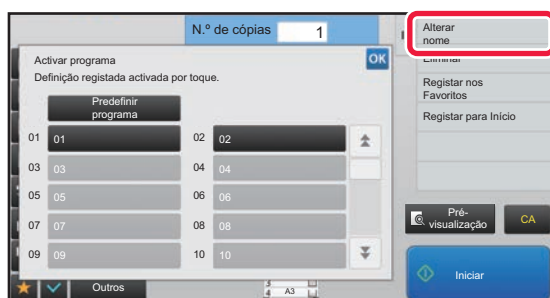 N.º de cópias 1
Activar programa OK
Definição registada activada por toque.
Predefinir
programa
01 01 02 02
03 03 04 04
05 05 06 06
07 07 08 08
09 09 10 10
Outros
A3
Alterar
nome
Eliminar
Registar nos
Favoritos
Registar para Início
Pré-
visualização
CA
Iniciar